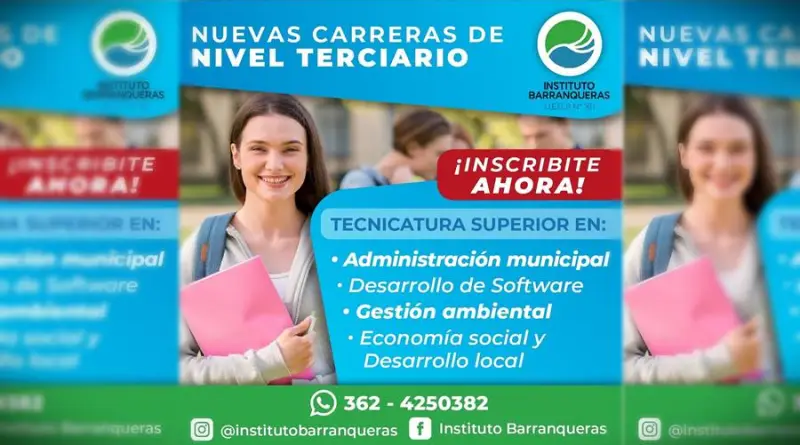 NUEVAS CARRERAS DE
NIVEL TERCIARIO
INSTITUTO
BARRANQUERAS
¡INSCRIBITE
AHORA!
TECNICATURA SUPERIOR EN:
• Administración municipal
• Desarrollo de Software
• Gestión ambiental
• Economía social y
Desarrollo local
362 - 4250382
@institutobarranqueras
Instituto Barranqueras